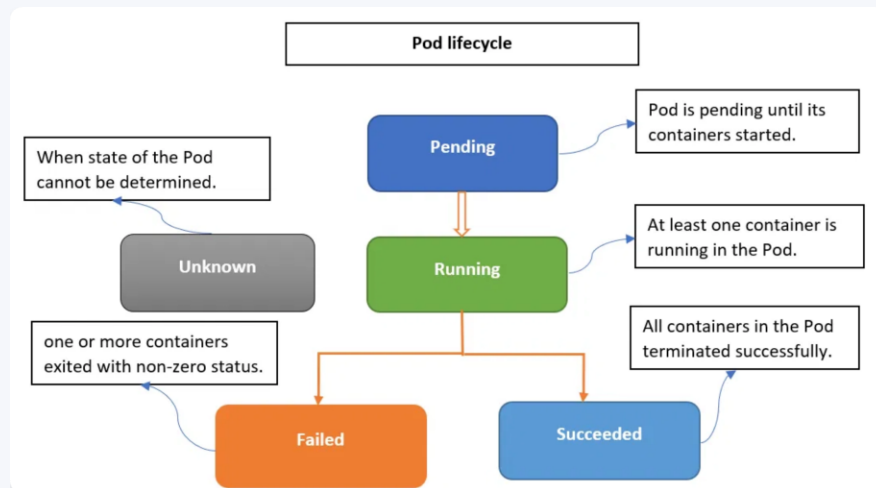 Pod lifecycle
Pod is pending until its
containers started.
Pending
When state of the Pod
cannot be determined.
At least one container is
running in the Pod.
Unknown
Running
All containers in the Pod
terminated successfully.
one or more containers
exited with non-zero status.
Failed
Succeeded